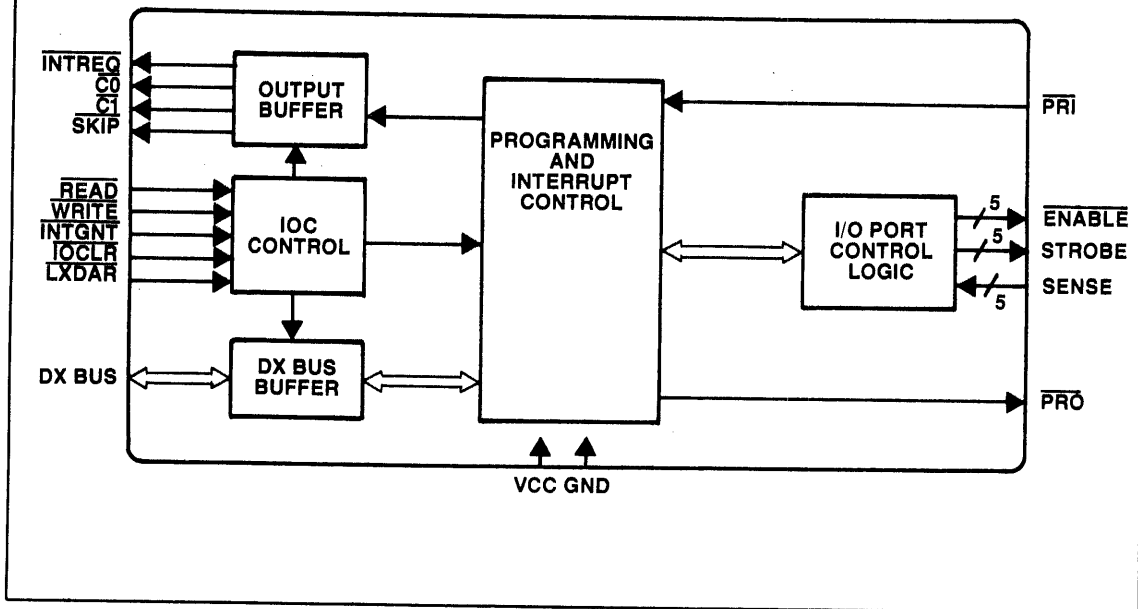 INTREQ
C0
C1
SKIP
READ
WRITE
INTGNT
IOCLR
LXDAR
DX BUS
OUTPUT
BUFFER
IOC
CONTROL
DX BUS
BUFFER
PROGRAMMING
AND
INTERRUPT
CONTROL
I/O PORT
CONTROL
LOGIC
5
5
5
PRI
ENABLE
STROBE
SENSE
PRO
VCC GND